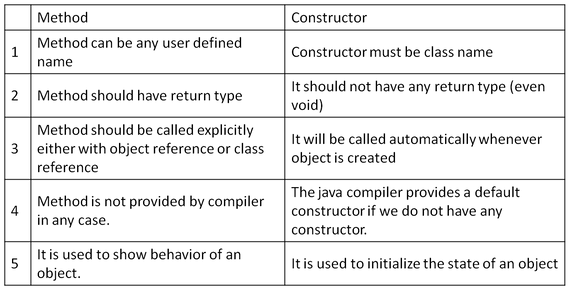 Method Constructor
1 Method can be any user defined
name
Constructor must be class name
2 Method should have return type
It should not have any return type (even
void)
3 Method should be called explicitly
either with object reference or class
reference
It will be called automatically whenever
object is created
4 Method is not provided by compiler
in any case.
The java compiler provides a default
constructor if we do not have any
constructor.
5 It is used to show behavior of an
object.
It is used to initialize the state of an object